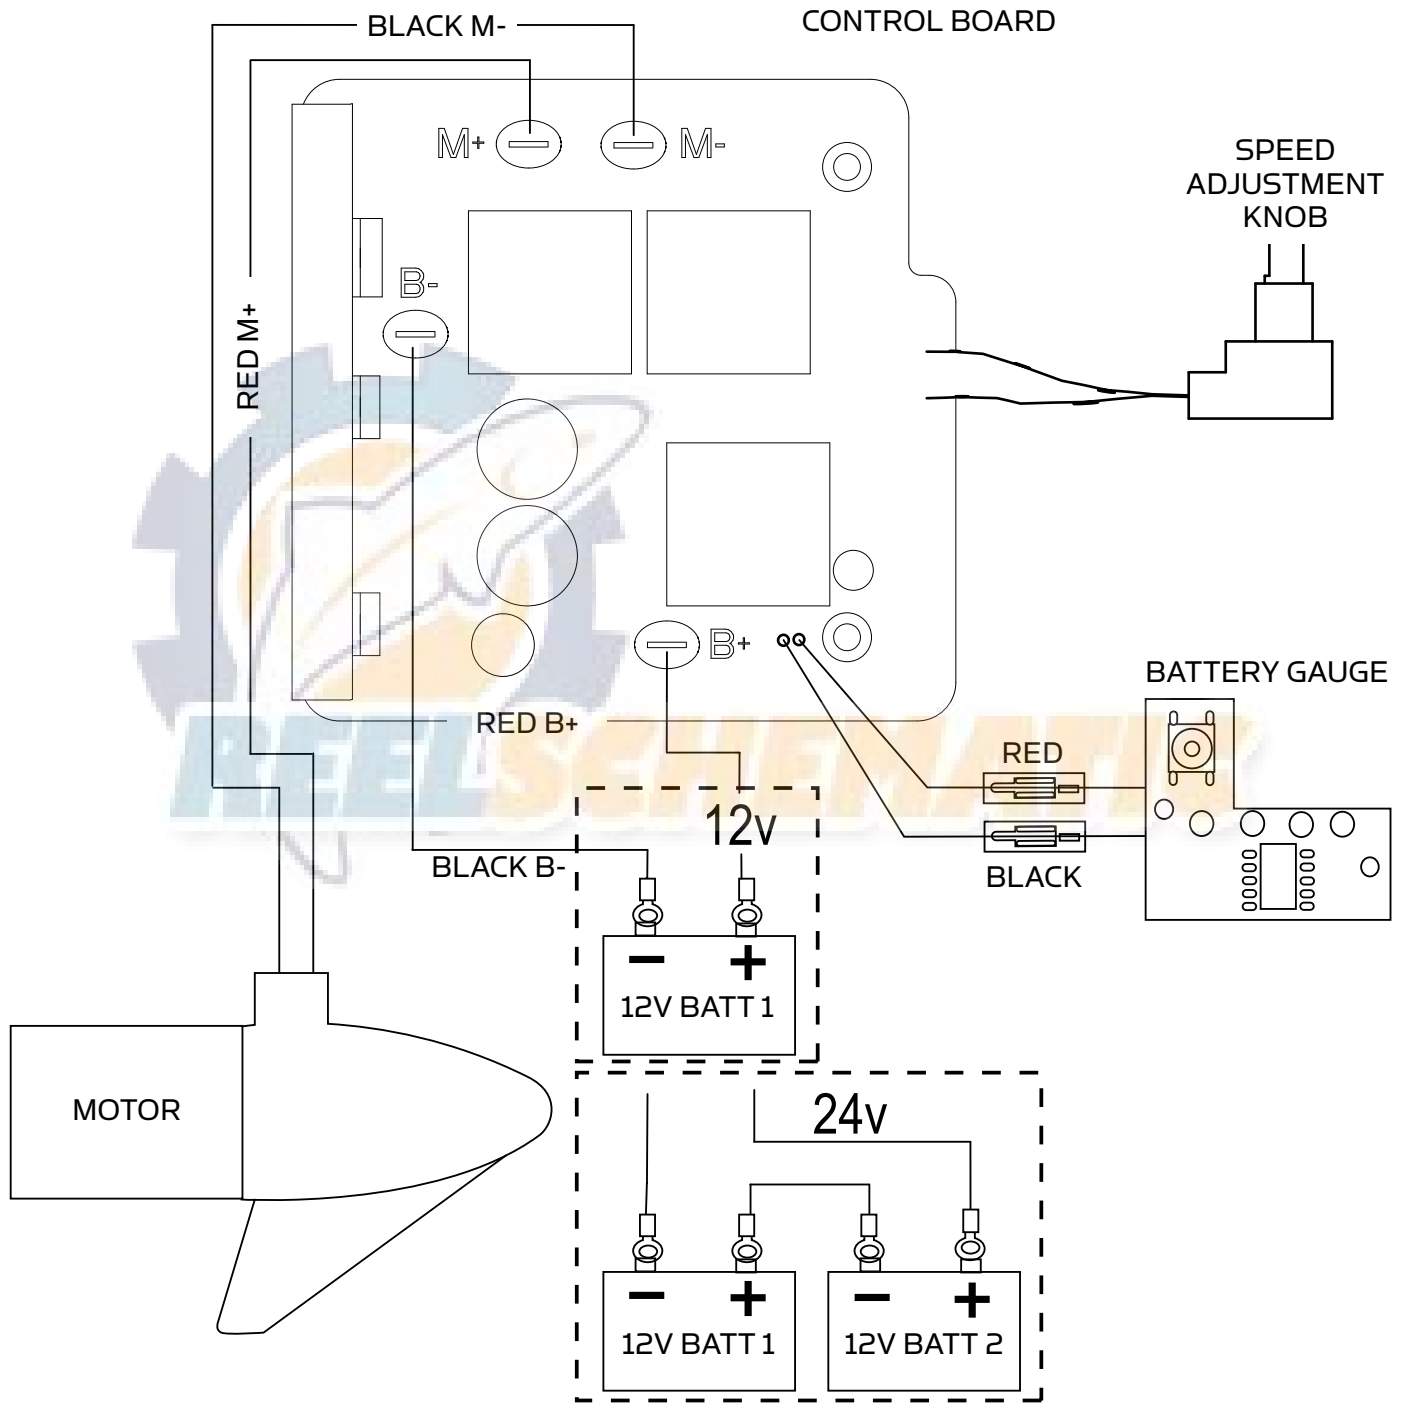 CONTROL BOARD
BLACK M-
M+
M-
SPEED
ADJUSTMENT
KNOB
B-
RED M+
B+
BATTERY GAUGE
RED B+
REELSCHEMATIC
RED
12v
BLACK B-
BLACK
12V BATT 1
24v
MOTOR
12V BATT 1
12V BATT 2